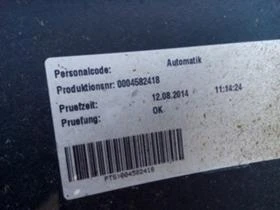 Personalcode: Automatik
Produktionsnr: 0004582418
Pruefzeit: 12.08.2014 11:14:24
Pruefung: OK
PTS:004582418